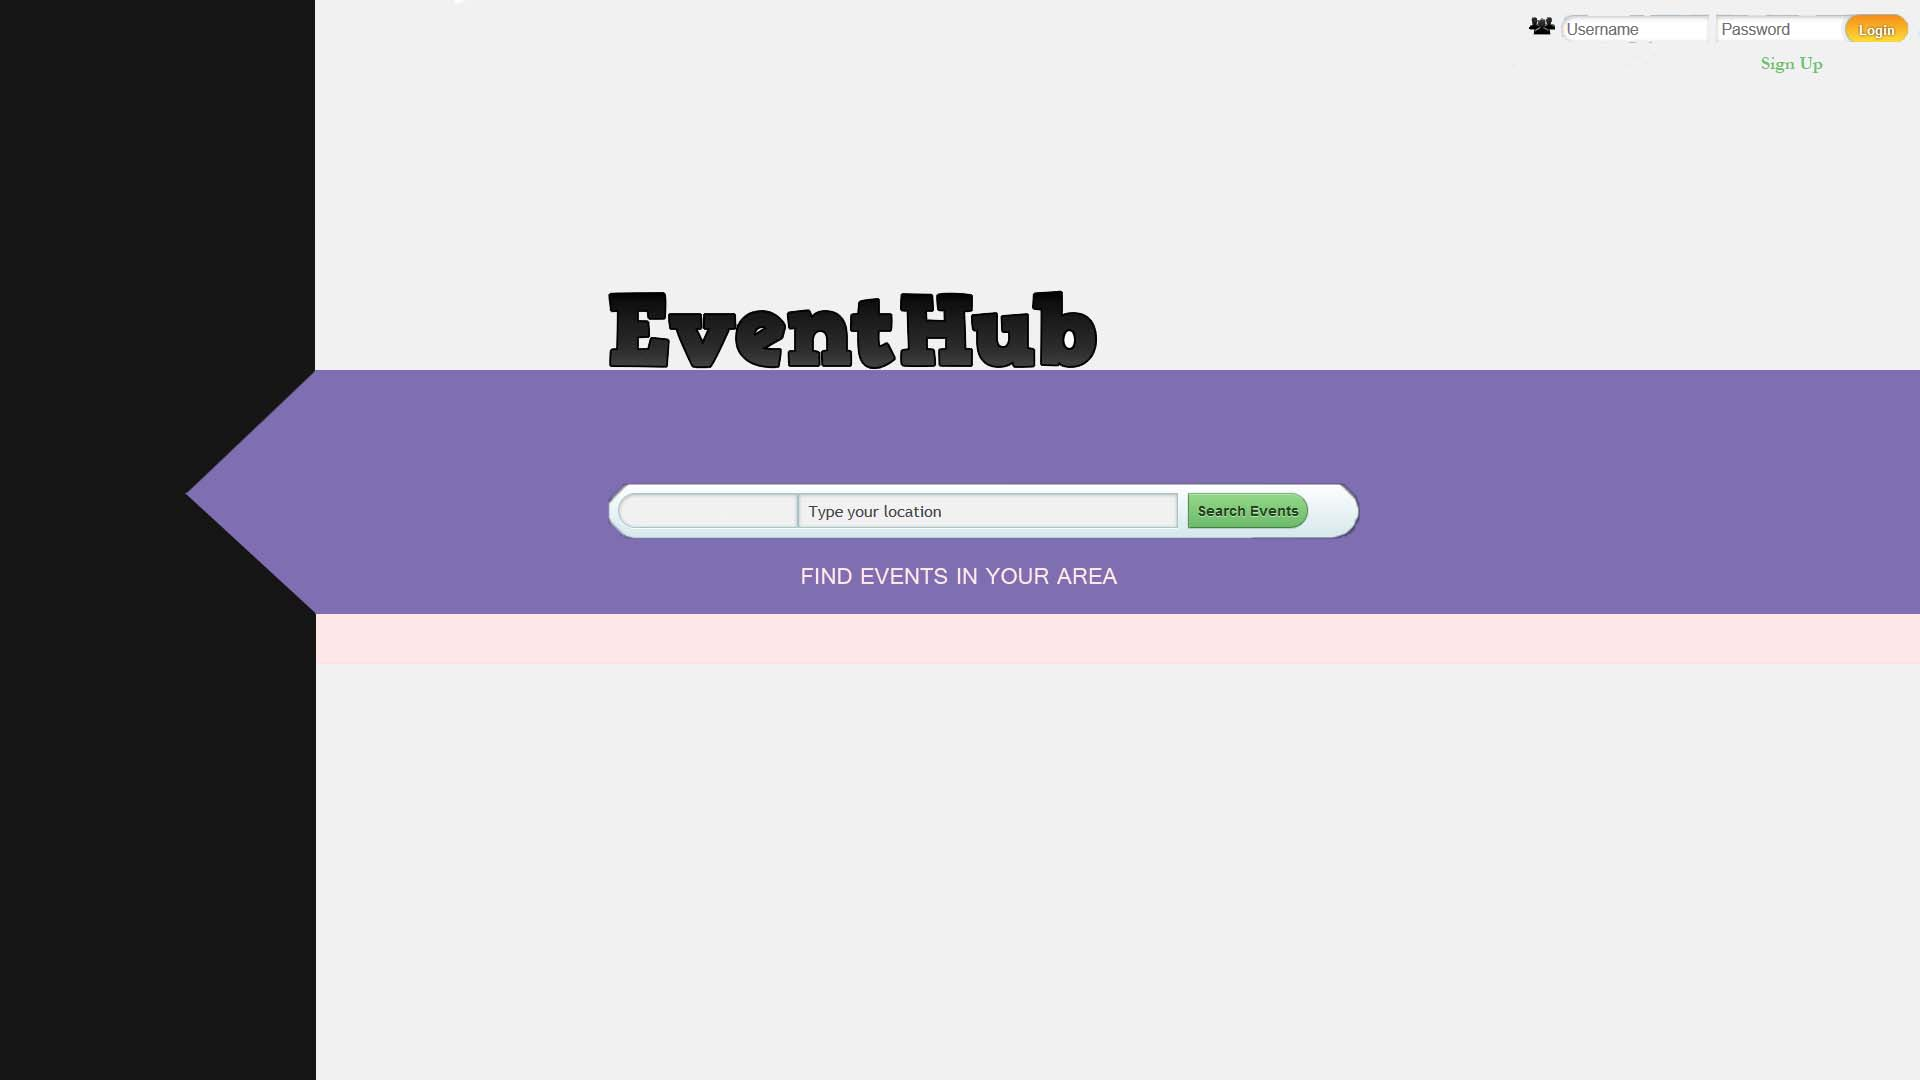 Username Password Login
Sign Up
EventHub
Type your location Search Events
FIND EVENTS IN YOUR AREA